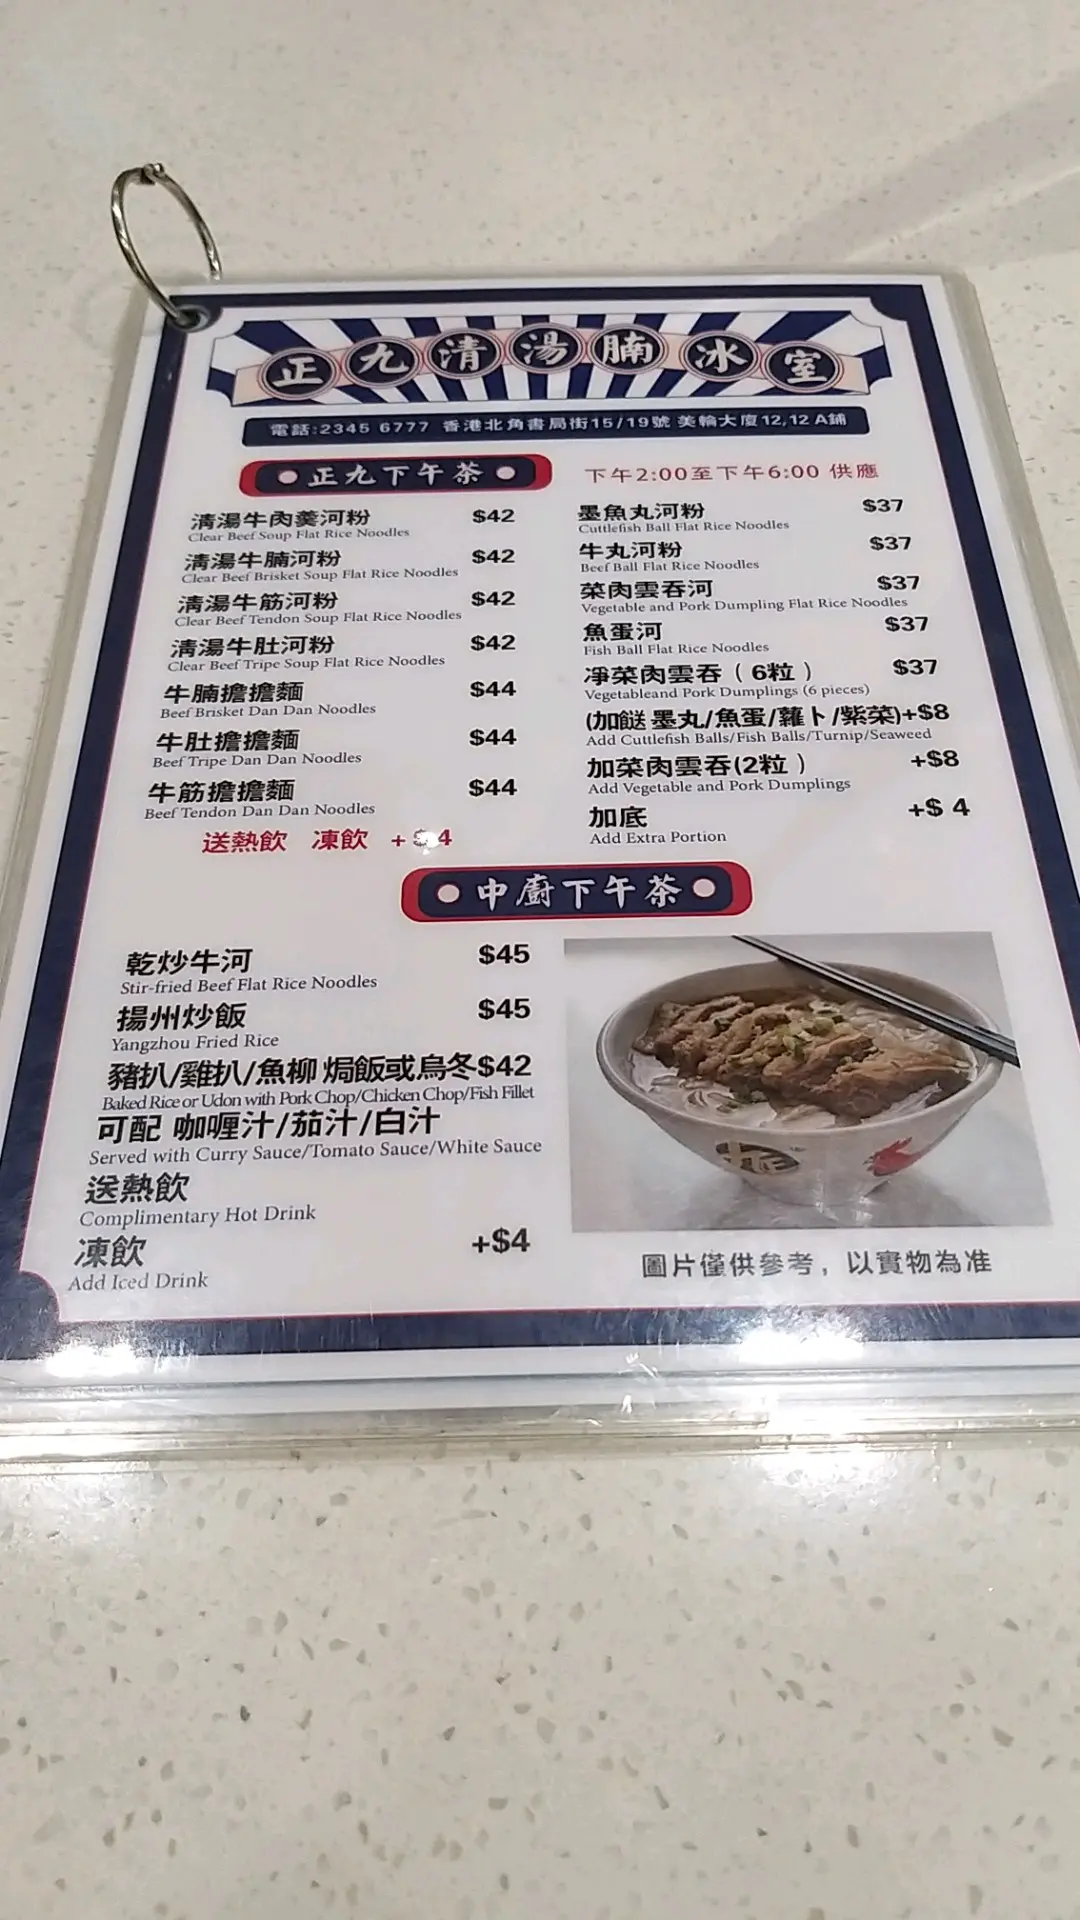 正九清湯腩冰室
電話:2345 6777 香港北角書局街15/19號 美輪大廈12,12A鋪
正九下午茶
下午2:00至下午6:00 供應
清湯牛肉羹河粉 $42
Clear Beef Soup Flat Rice Noodles
清湯牛腩河粉 $42
Clear Beef Brisket Soup Flat Rice Noodles
清湯牛筋河粉 $42
Clear Beef Tendon Soup Flat Rice Noodles
清湯牛肚河粉 $42
Clear Beef Tripe Soup Flat Rice Noodles
牛腩擔擔麵 $44
Beef Brisket Dan Dan Noodles
牛肚擔擔麵 $44
Beef Tripe Dan Dan Noodles
牛筋擔擔麵 $44
Beef Tendon Dan Dan Noodles
送熱飲 凍飲 +$4
墨魚丸河粉 $37
Cuttlefish Ball Flat Rice Noodles
牛丸河粉 $37
Beef Ball Flat Rice Noodles
菜肉雲吞河 $37
Vegetable and Pork Dumpling Flat Rice Noodles
魚蛋河 $37
Fish Ball Flat Rice Noodles
凈菜肉雲吞（6粒） $37
Vegetableand Pork Dumplings (6 pieces)
(加餸 墨丸/魚蛋/蘿卜/紫菜)+$8
Add Cuttlefish Balls/Fish Balls/Turnip/Seaweed
加菜肉雲吞(2粒） +$8
Add Vegetable and Pork Dumplings
加底 +$ 4
Add Extra Portion
中廚下午茶
乾炒牛河 $45
Stir-fried Beef Flat Rice Noodles
揚州炒飯 $45
Yangzhou Fried Rice
豬扒/雞扒/魚柳 焗飯或烏冬$42
Baked Rice or Udon with Pork Chop/Chicken Chop/Fish Fillet
可配 咖喱汁/茄汁/白汁
Served with Curry Sauce/Tomato Sauce/White Sauce
送熱飲
Complimentary Hot Drink
凍飲 +$4
Add Iced Drink
圖片僅供參考，以實物為准